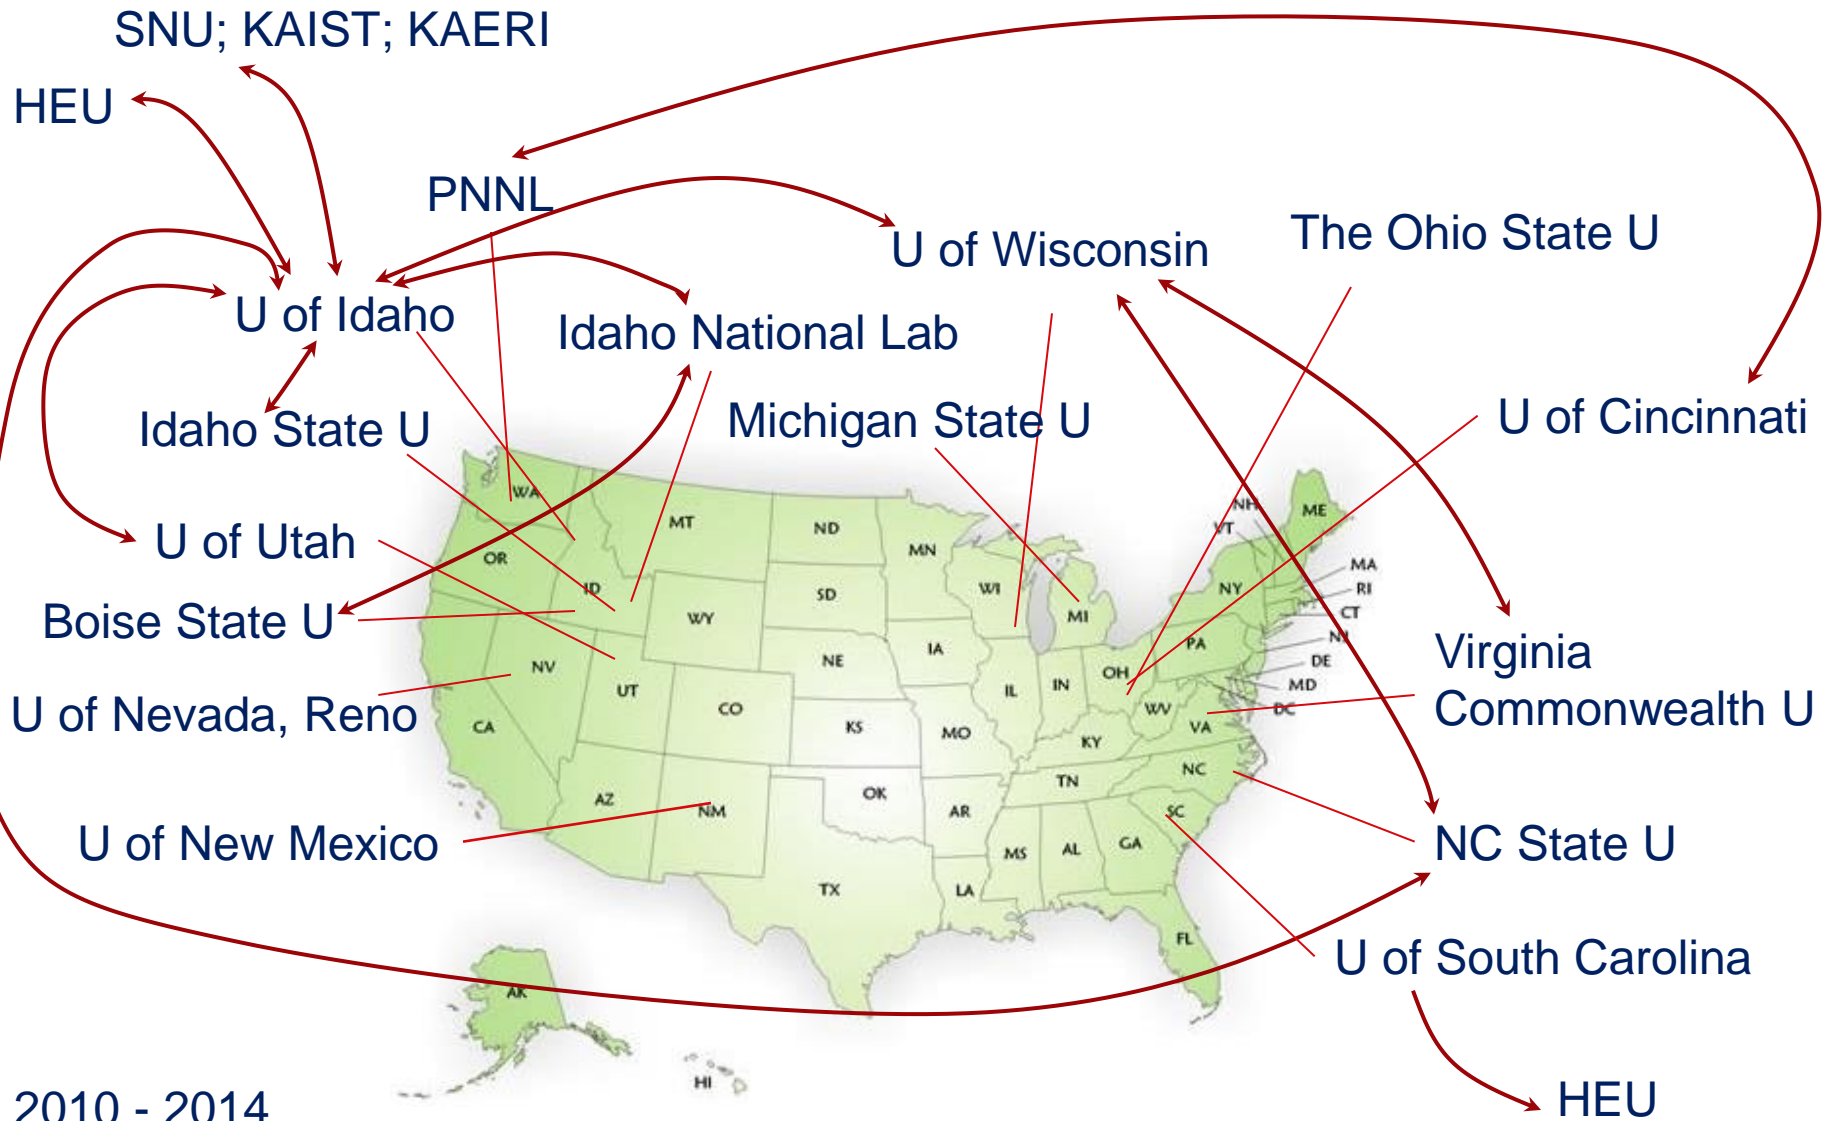 SNU; KAIST; KAERI
HEU
PNNL
U of Wisconsin
The Ohio State U
U of Idaho
Idaho National Lab
Idaho State U
Michigan State U
U of Cincinnati
U of Utah
Boise State U
U of Nevada, Reno
U of New Mexico
Virginia
Commonwealth U
NC State U
U of South Carolina
HEU
2010 - 2014
WA
MT
ND
MN
NH
ME
VT
OR
ID
SD
WI
MI
NY
MA
RI
CT
WY
IA
PA
NJ
NV
UT
NE
IL
IN
OH
DE
MD
DC
CO
KS
MO
WV
VA
KY
CA
AZ
NM
OK
AR
TN
NC
SC
MS
AL
GA
TX
LA
FL
AK
HI